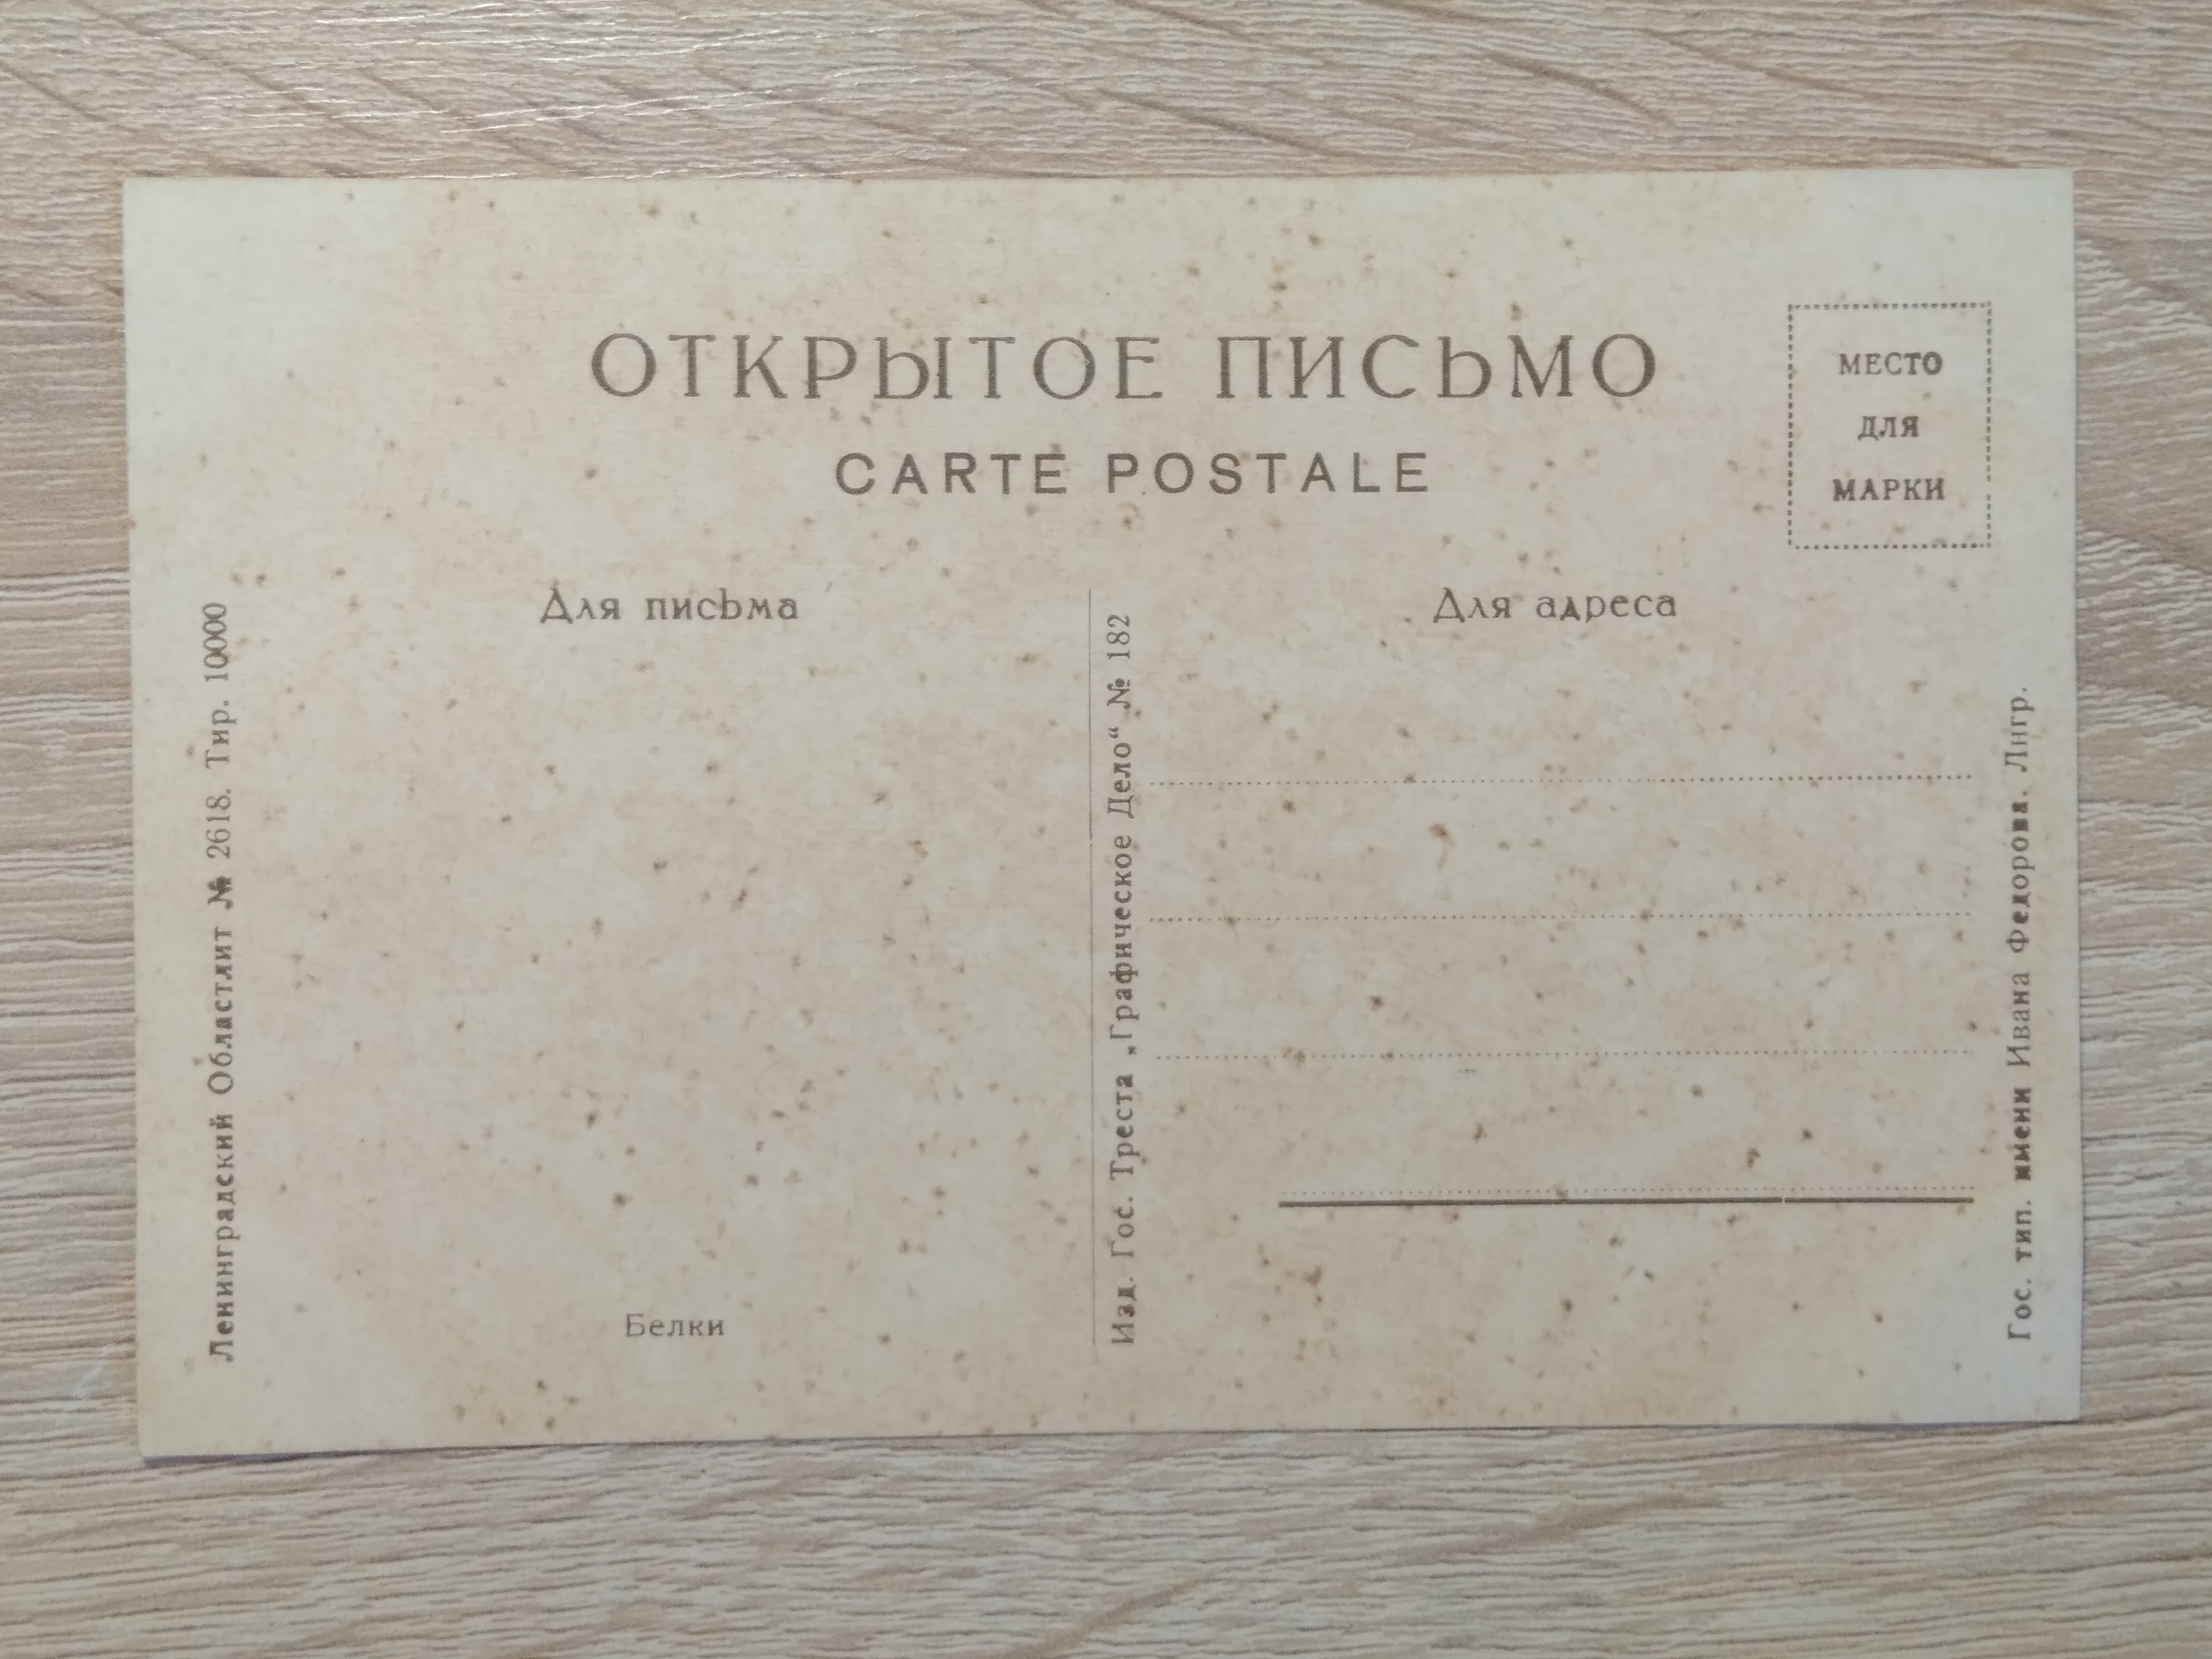 ОТКРЫТОЕ ПИСЬМО
CARTE POSTALE
МЕСТО
ДЛЯ
МАРКИ
Для письма
Для адреса
Ленинградский Областлит № 2618. Тир. 10000
Белки
Изд. Гос. Треста „Графическое Дело“ № 182
Гос. тип. имени Ивана Федорова. Лнгр.